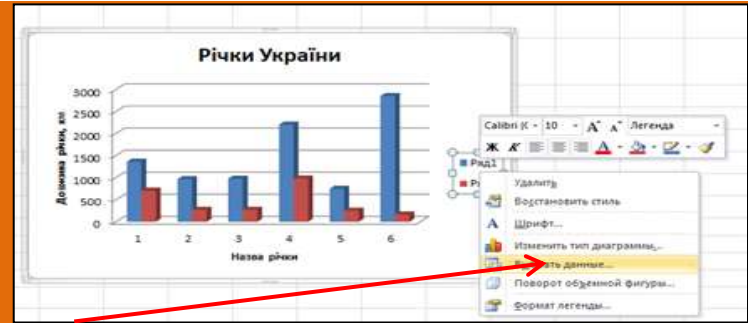 Річки України
Довжина річки, км
3000
2500
2000
1500
1000
500
0
1 2 3 4 5 6
Назва річки
Ряд1
Calibri 10 A A Легенда
Ж К A
Удалить
Восстановить стиль
Шрифт...
Изменить тип диаграммы...
данные...
Поворот объемной фигуры...
Формат легенды...